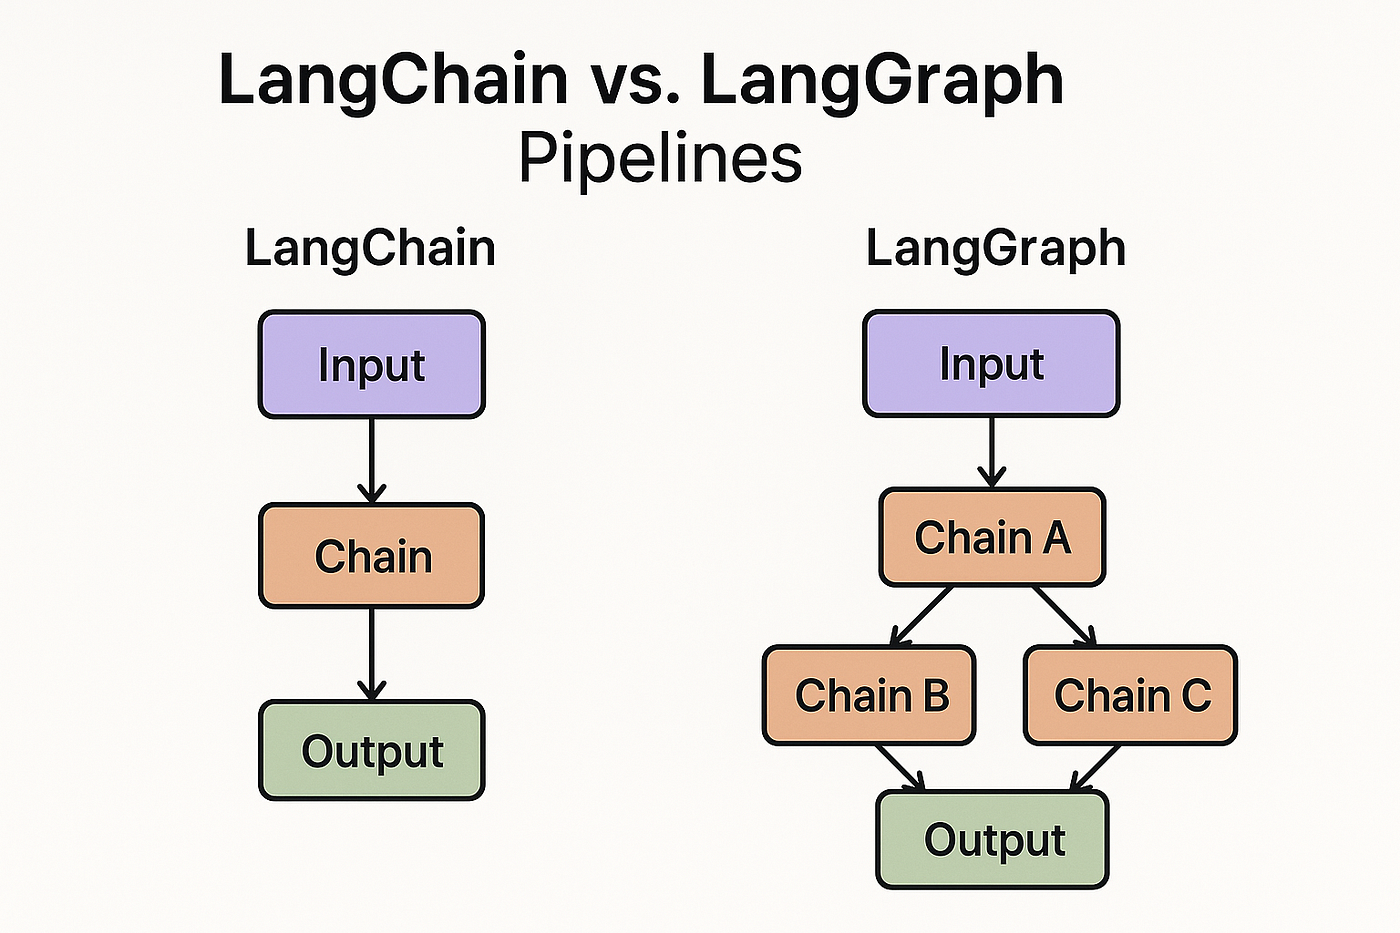 LangChain vs. LangGraph
Pipelines
LangChain
Input
Chain
Output
LangGraph
Input
Chain A
Chain B
Chain C
Output